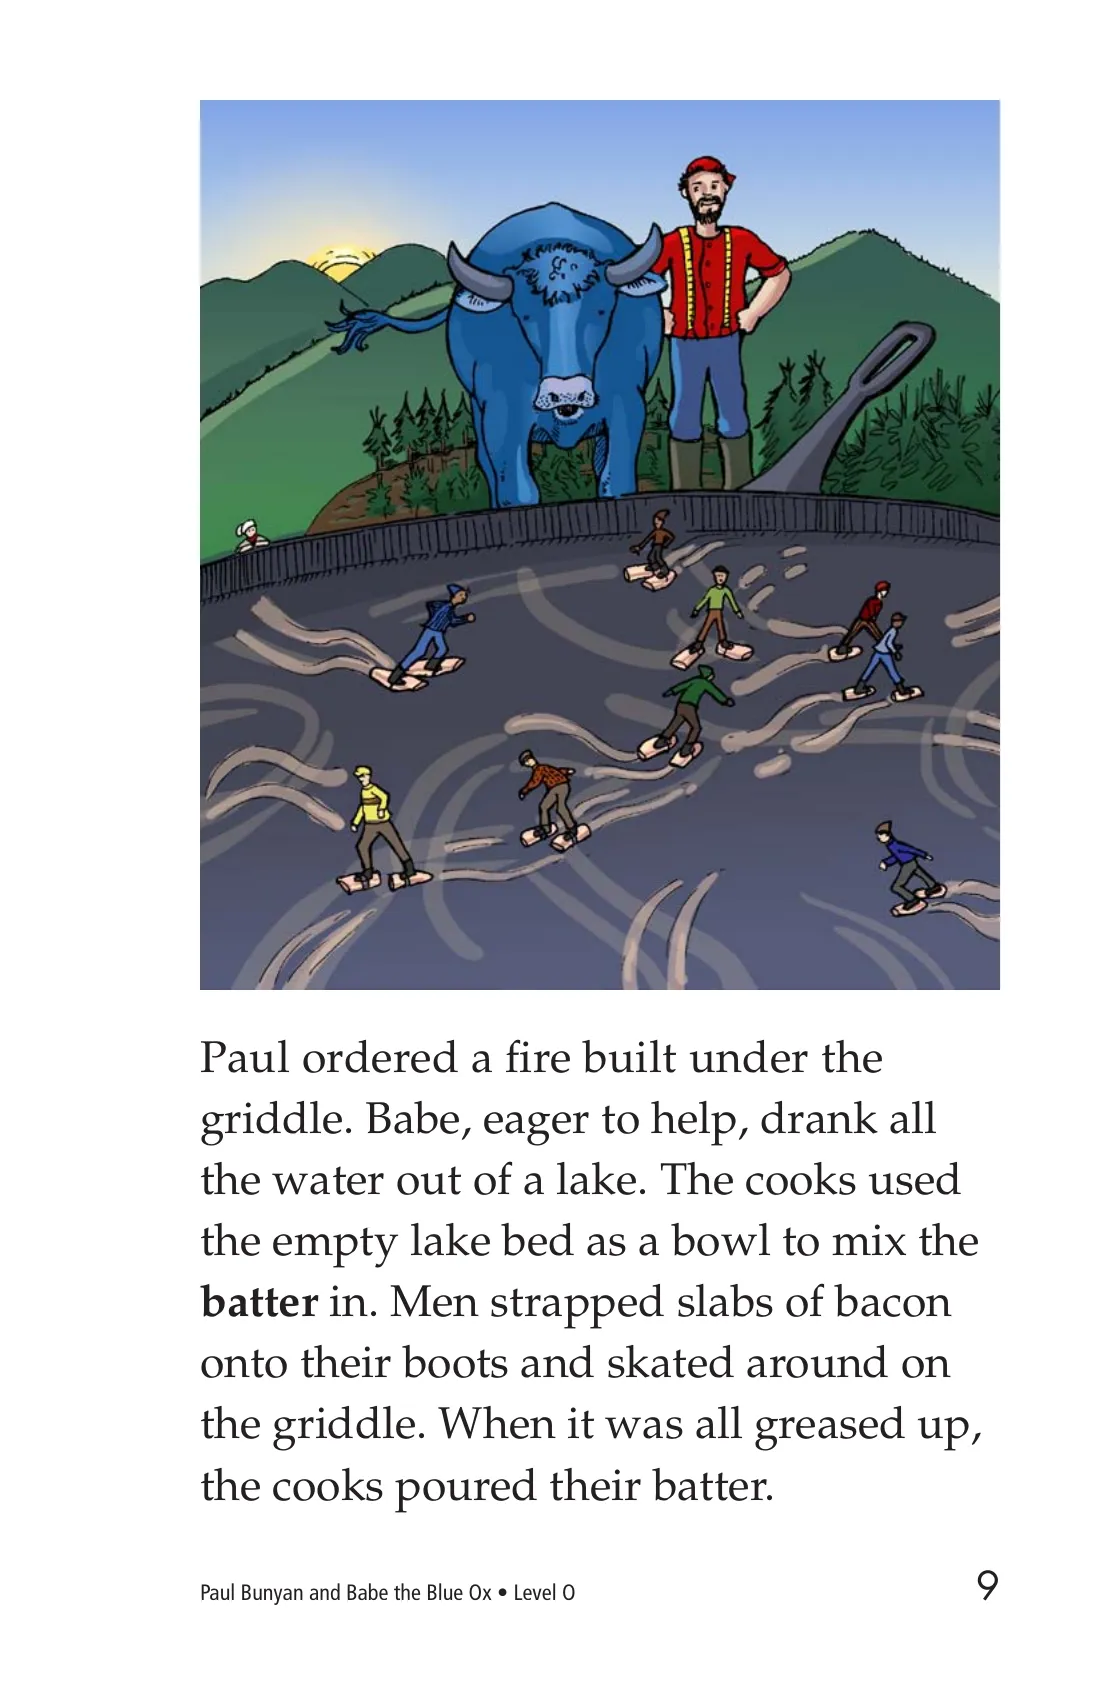 Paul ordered a fire built under the
griddle. Babe, eager to help, drank all
the water out of a lake. The cooks used
the empty lake bed as a bowl to mix the
batter in. Men strapped slabs of bacon
onto their boots and skated around on
the griddle. When it was all greased up,
the cooks poured their batter.
Paul Bunyan and Babe the Blue Ox • Level O
9